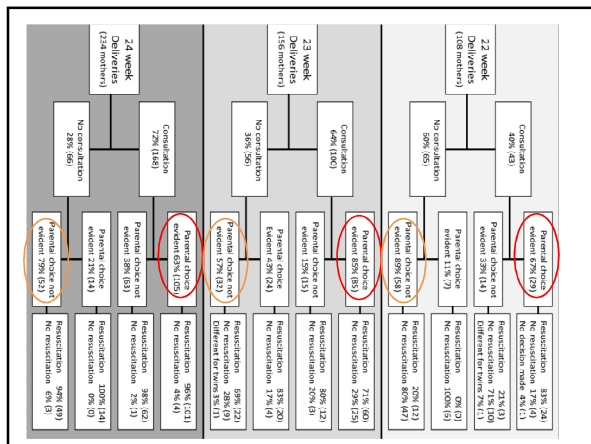 22 week
Deliveries
(108 mothers)
Consultation
40% (43)
Parental choice
evident 67% (29)
Resuscitation 83% (24)
No resuscitation 17% (4)
No decision made 4% (1)
Parental choice not
evident 33% (14)
Resuscitation 21% (3)
No resuscitation 71% (10)
Different for twins 7% (1)
No consultation
50% (65)
Parental choice
evident 11% (7)
Resuscitation 0% (0)
No resuscitation 100%
Parental choice not
evident 89% (58)
Resuscitation 20% (12)
No resuscitation 80% (47)
23 week
Deliveries
(156 mothers)
Consultation
64% (100)
Parental choice
evident 85% (85)
Resuscitation 71% (60)
No resuscitation 29% (25)
Parental choice not
evident 15% (15)
Resuscitation 80% (12)
No resuscitation 20% (3)
No consultation
36% (56)
Parental choice
Evident 43% (24)
Resuscitation 83% (20)
No resuscitation 17% (4)
Parental choice not
evident 57% (32)
Resuscitation 69% (22)
No resuscitation 28% (9)
Different for twins 3% (1)
24 week
Deliveries
(234 mothers)
Consultation
72% (168)
Parental choice
evident 63% (105)
Resuscitation 96% (101)
No resuscitation 4% (4)
Parental choice not
evident 38% (63)
Resuscitation 98% (62)
No resuscitation 2% (1)
No consultation
28% (66)
Parental choice
evident 21% (14)
Resuscitation 100% (14)
No resuscitation 0% (0)
Parental choice not
evident 79% (52)
Resuscitation 94% (49)
No resuscitation 6% (3)